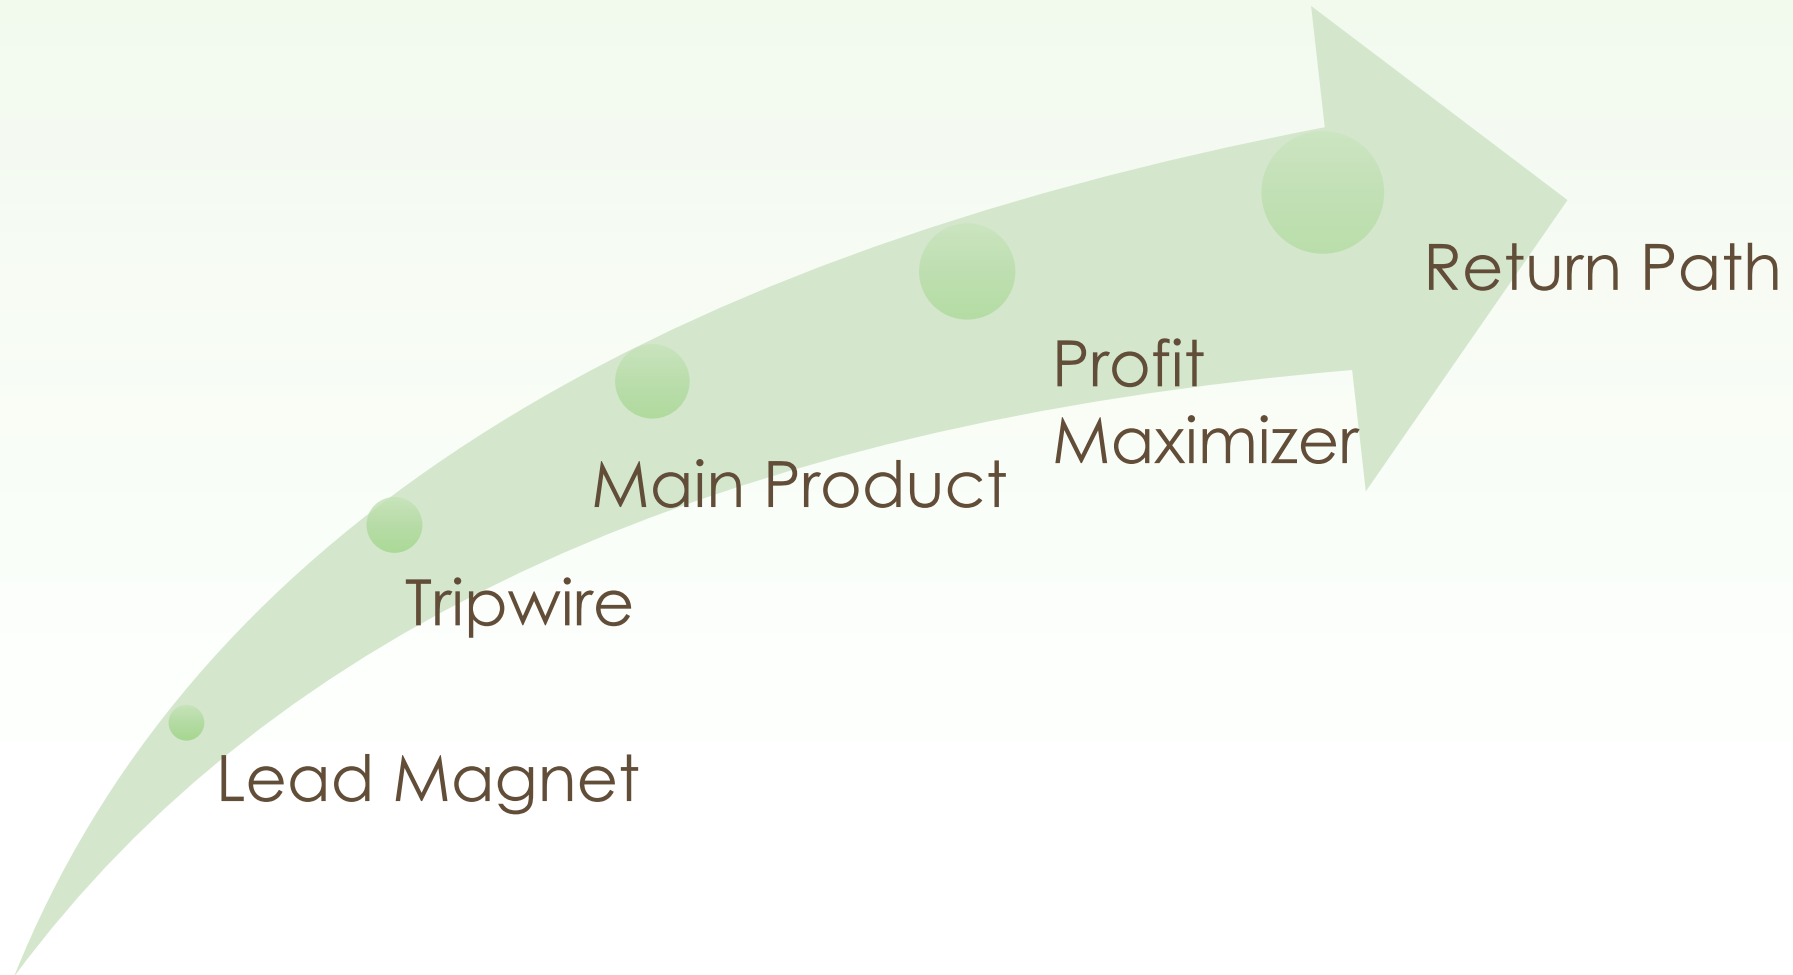 Return Path
Profit
Maximizer
Main Product
Tripwire
Lead Magnet